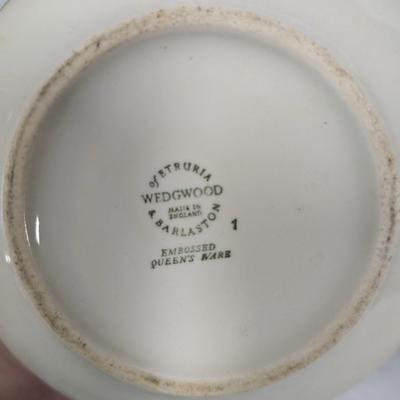 of ETRURIA
WEDGWOOD
MADE IN
ENGLAND
& BARLASTON
1
EMBOSSED
QUEEN'S WARE